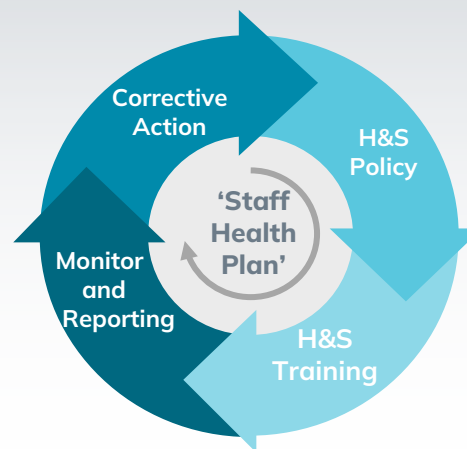 Corrective
Action
H&S
Policy
‘Staff
Health
Plan’
Monitor
and
Reporting
H&S
Training